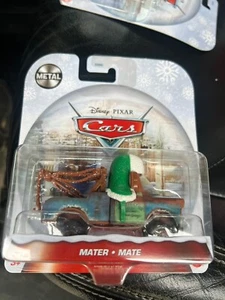 METAL
Disney · PIXAR
Cars
MATER • MATE